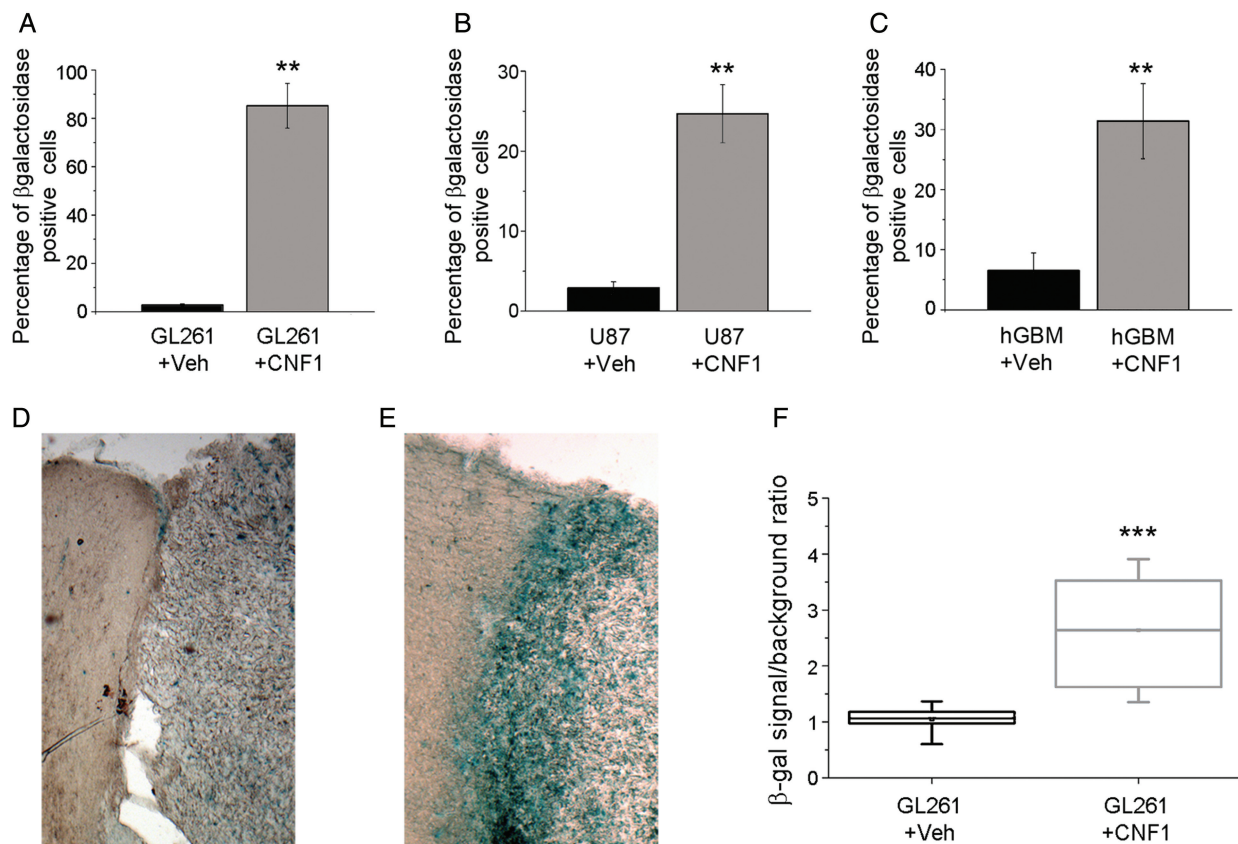 A
Percentage of βgalactosidase
positive cells
100
80
60
40
20
0
**
GL261
+Veh
GL261
+CNF1
B
Percentage of βgalactosidase
positive cells
30
20
10
0
**
U87
+Veh
U87
+CNF1
C
Percentage of βgalactosidase
positive cells
40
30
20
10
0
**
hGBM
+Veh
hGBM
+CNF1
D
E
F
β-gal signal/background ratio
5
4
3
2
1
0
***
GL261
+Veh
GL261
+CNF1